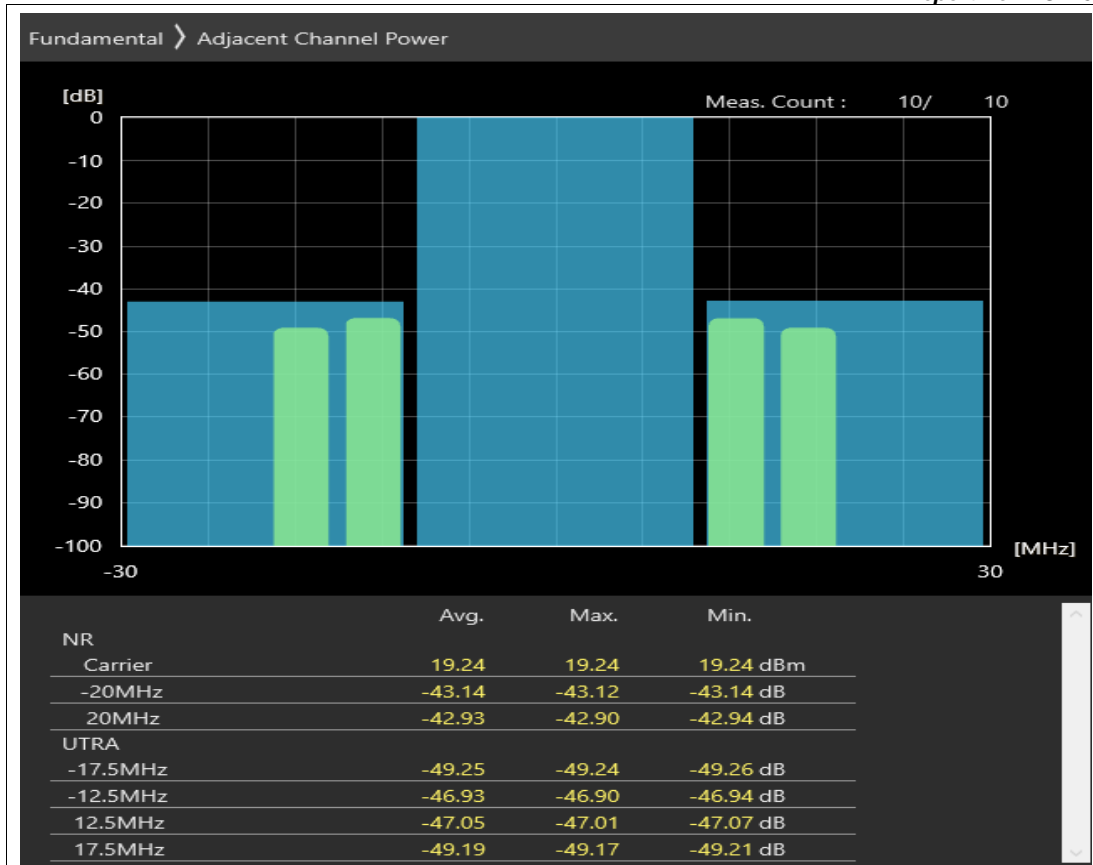 Fundamental ❯ Adjacent Channel Power
[dB]
Meas. Count : 10/ 10
0
-10
-20
-30
-40
-50
-60
-70
-80
-90
-100
[MHz]
-30 30
Avg. Max. Min.
NR
Carrier 19.24 19.24 19.24 dBm
-20MHz -43.14 -43.12 -43.14 dB
20MHz -42.93 -42.90 -42.94 dB
UTRA
-17.5MHz -49.25 -49.24 -49.26 dB
-12.5MHz -46.93 -46.90 -46.94 dB
12.5MHz -47.05 -47.01 -47.07 dB
17.5MHz -49.19 -49.17 -49.21 dB